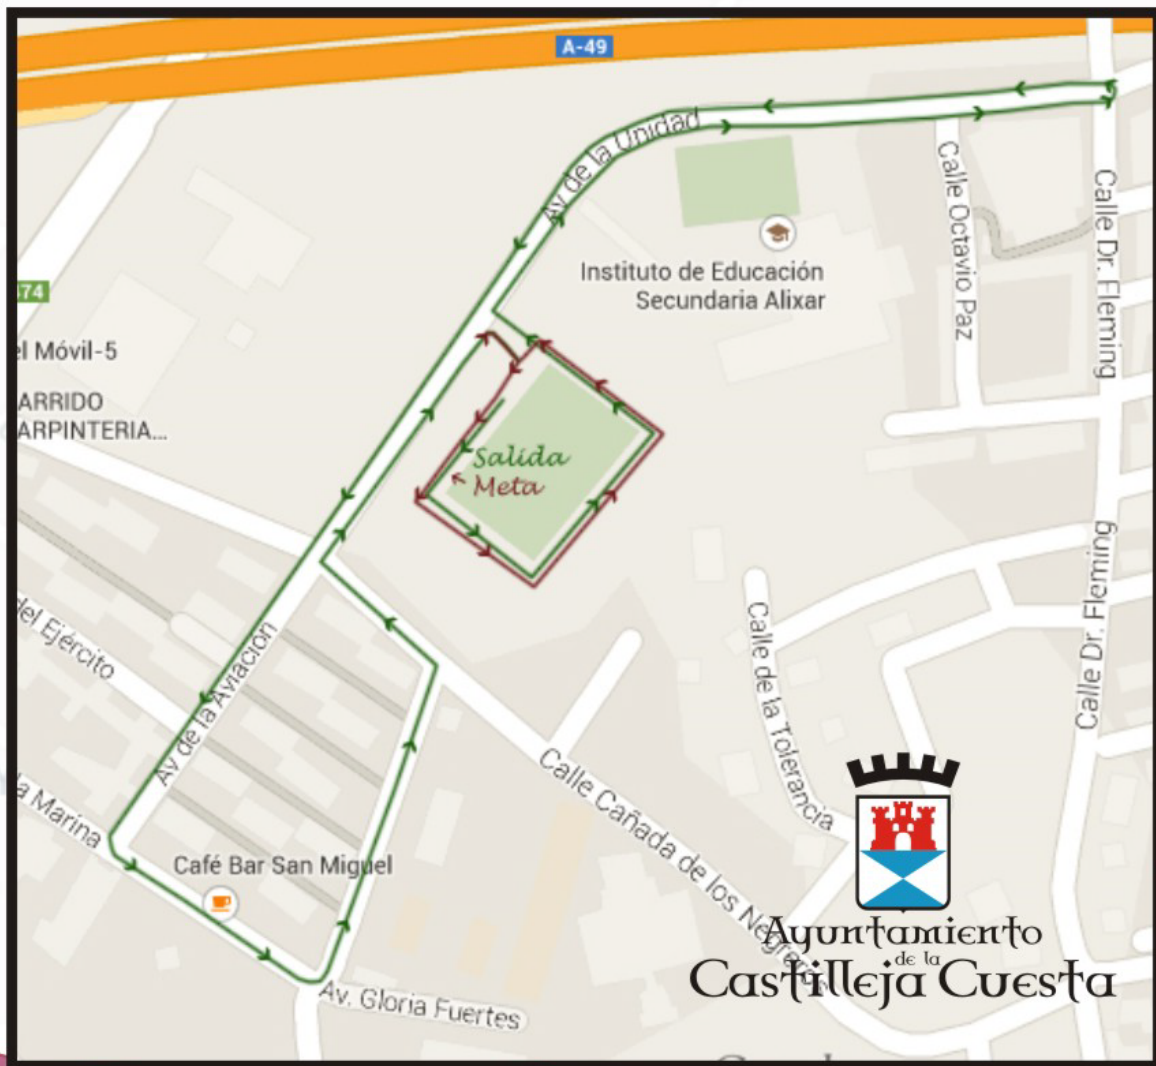 A-49
Av de la Unidad
Calle Octavio Paz
Calle Dr. Fleming
Instituto de Educación
Secundaria Alixar
74
el Móvil-5
ARRIDO
ARPINTERIA...
Salida
Meta
Calle Dr. Fleming
del Ejército
Av de la Aviación
Calle de la Tolerancia
la Marina
Calle Cañada de los Negreros
Café Bar San Miguel
Av. Gloria Fuertes
Ayuntamiento
de la
Castilleja Cuesta